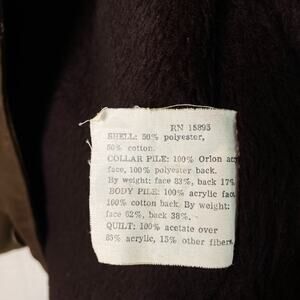 RN 15895
SHELL: 50% polyester,
50% cotton.
COLLAR PILE: 100% Orlon acry
face, 100% polyester back.
By weight: face 83%, back 17%
BODY PILE: 100% acrylic face
100% cotton back. By weight:
face 62%, back 38%.
QUILT: 100% acetate over
85% acrylic, 15% other fibers.